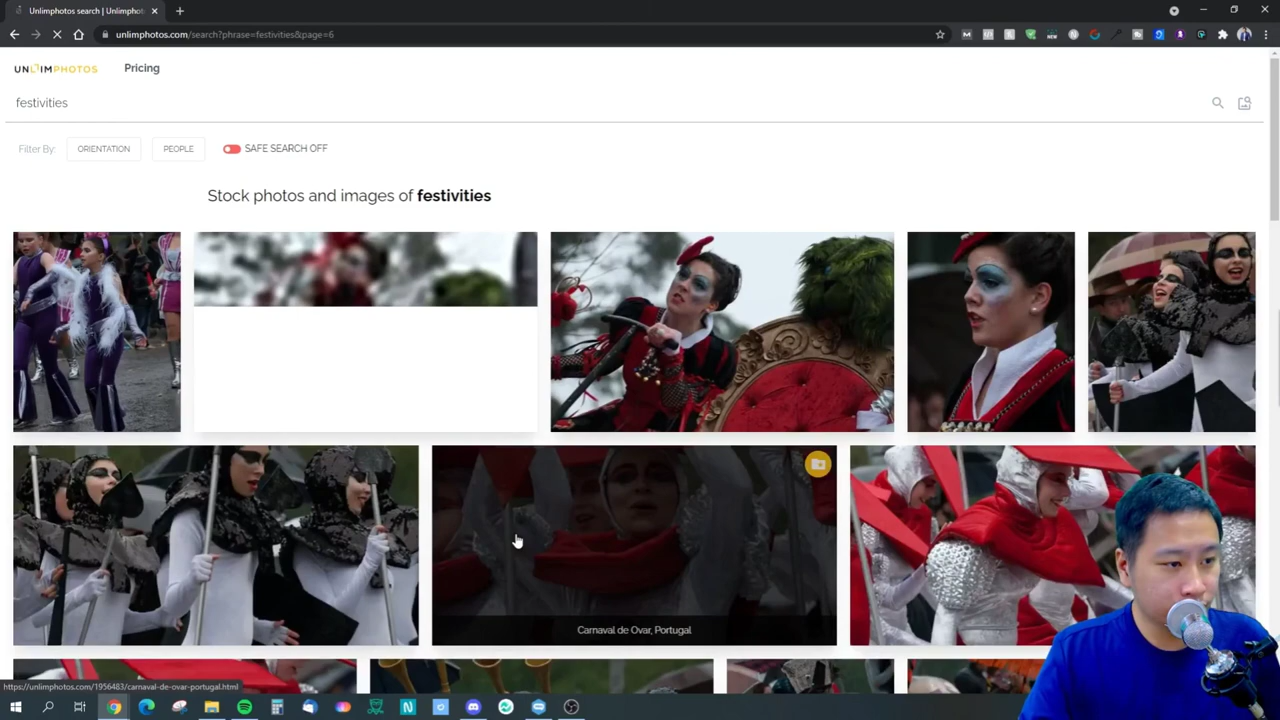 Unlimphotos search | Unlimphot
unlimphotos.com/search?phrase=festivities&page=6
UNLIMPHOTOS
Pricing
festivities
Filter By:
ORIENTATION
PEOPLE
SAFE SEARCH OFF
Stock photos and images of festivities
Carnaval de Ovar, Portugal
https://unlimphotos.com/1956483/carnaval-de-ovar-portugal.html